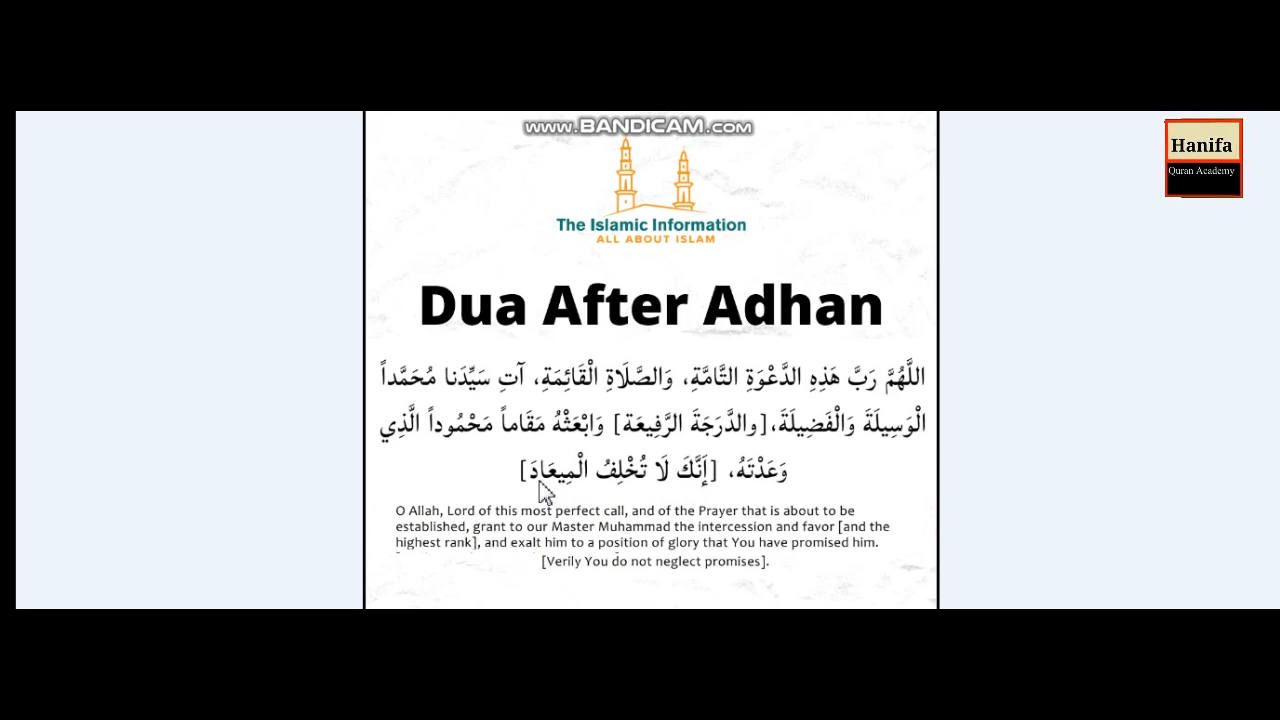 www.BANDICAM.com
Hanifa
Quran Academy
The Islamic Information
ALL ABOUT ISLAM
Dua After Adhan
اللَّهُمَّ رَبَّ هَذِهِ الدَّعْوَةِ التَّامَّةِ، وَالصَّلَاةِ الْقَائِمَةِ، آتِ سَيِّدَنا مُحَمَّداً
الْوَسِيلَةَ وَالْفَضِيلَةَ، [والدَّرَجَةَ الرَّفِيعَة] وَابْعَثْهُ مَقَاماً مَحْمُوداً الَّذِي
وَعَدْتَهُ، [إَنَّكَ لَا تُخْلِفُ الْمِيعَادَ]
O Allah, Lord of this most perfect call, and of the Prayer that is about to be
established, grant to our Master Muhammad the intercession and favor [and the
highest rank], and exalt him to a position of glory that You have promised him.
[Verily You do not neglect promises].